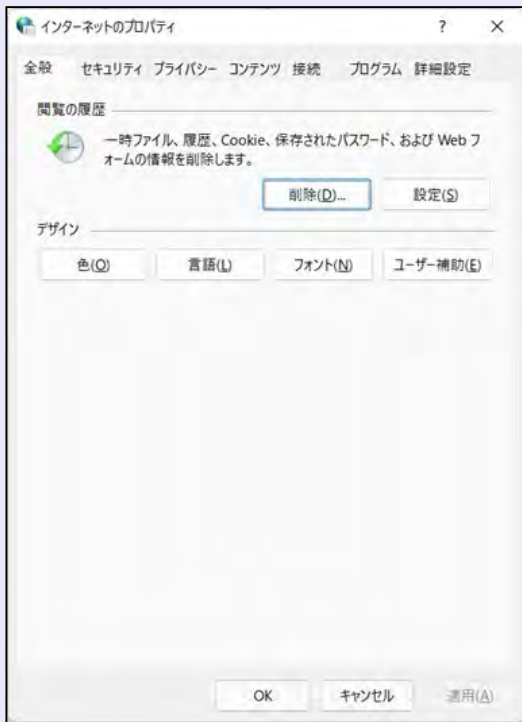 インターネットのプロパティ ? ×
全般 セキュリティ プライバシー コンテンツ 接続 プログラム 詳細設定
閲覧の履歴
一時ファイル、履歴、Cookie、保存されたパスワード、および Web フ
ォームの情報を削除します。
削除(D)... 設定(S)
デザイン
色(O) 言語(L) フォント(N) ユーザー補助(E)
OK キャンセル 適用(A)